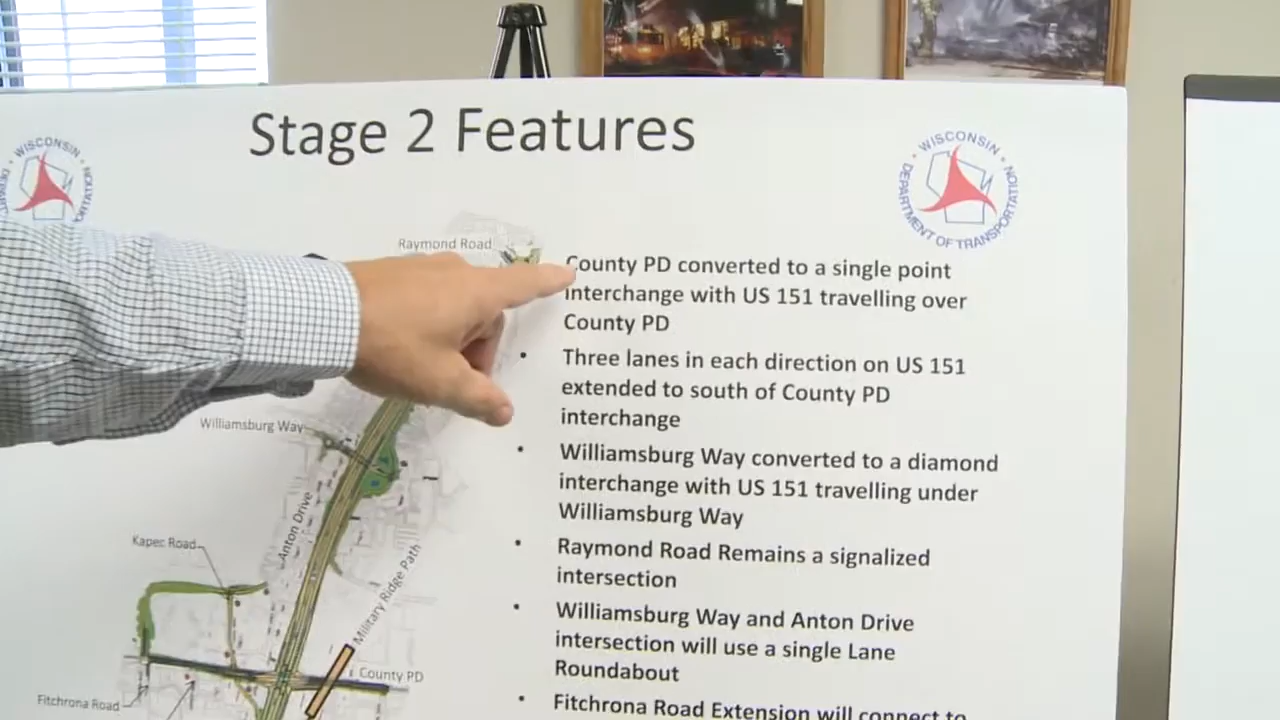 Stage 2 Features
WISCONSIN
WISCONSIN
DEPARTMENT OF TRANSPORTATION
Raymond Road
Williamsburg Way
Anton Drive
Kapec Road
Military Ridge Path
County PD
Fitchrona Road
County PD converted to a single point
interchange with US 151 travelling over
County PD
• Three lanes in each direction on US 151
extended to south of County PD
interchange
• Williamsburg Way converted to a diamond
interchange with US 151 travelling under
Williamsburg Way
• Raymond Road Remains a signalized
intersection
• Williamsburg Way and Anton Drive
intersection will use a single Lane
Roundabout
• Fitchrona Road Extension will connect to